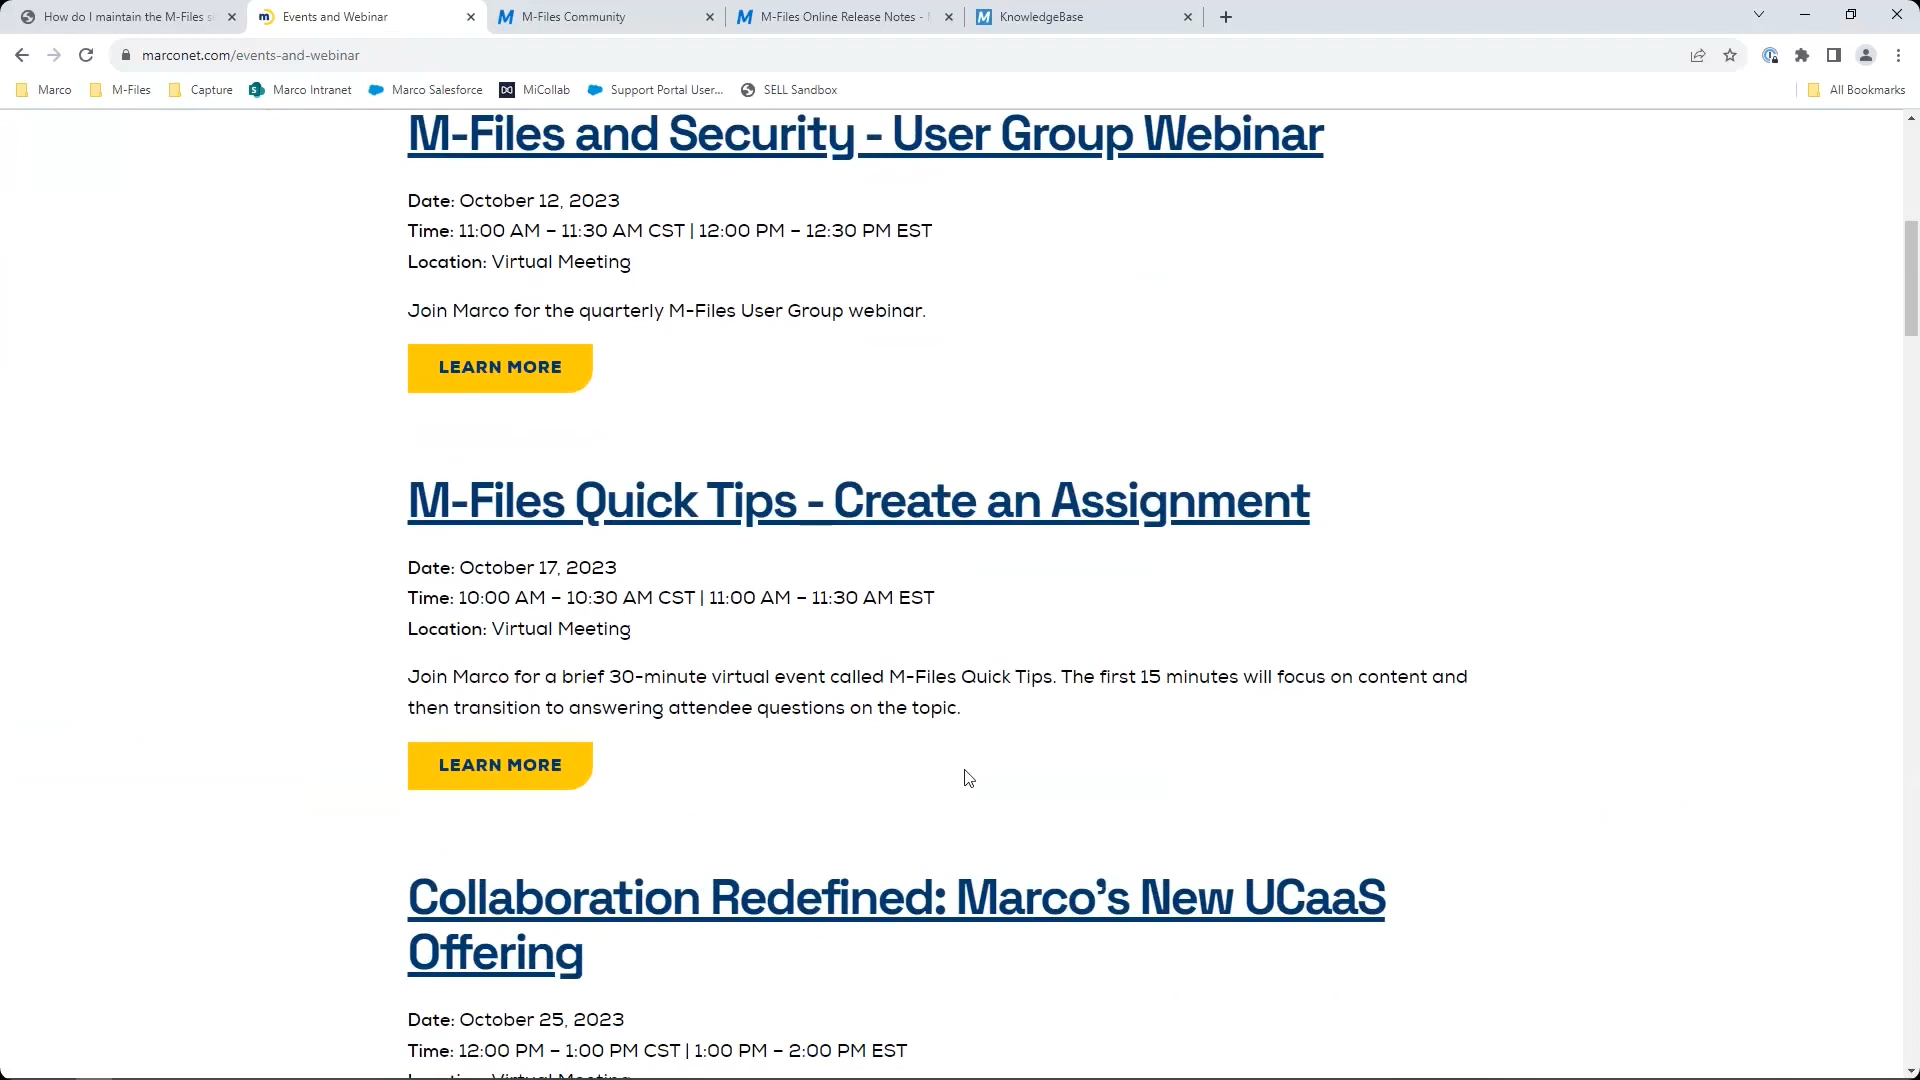 How do I maintain the M-Files s
Events and Webinar
M-Files Community
M-Files Online Release Notes -
KnowledgeBase
marconet.com/events-and-webinar
Marco
M-Files
Capture
Marco Intranet
Marco Salesforce
MiCollab
Support Portal User...
SELL Sandbox
All Bookmarks
M-Files and Security - User Group Webinar
Date: October 12, 2023
Time: 11:00 AM – 11:30 AM CST | 12:00 PM – 12:30 PM EST
Location: Virtual Meeting
Join Marco for the quarterly M-Files User Group webinar.
LEARN MORE
M-Files Quick Tips - Create an Assignment
Date: October 17, 2023
Time: 10:00 AM – 10:30 AM CST | 11:00 AM – 11:30 AM EST
Location: Virtual Meeting
Join Marco for a brief 30-minute virtual event called M-Files Quick Tips. The first 15 minutes will focus on content and
then transition to answering attendee questions on the topic.
LEARN MORE
Collaboration Redefined: Marco’s New UCaaS
Offering
Date: October 25, 2023
Time: 12:00 PM – 1:00 PM CST | 1:00 PM – 2:00 PM EST